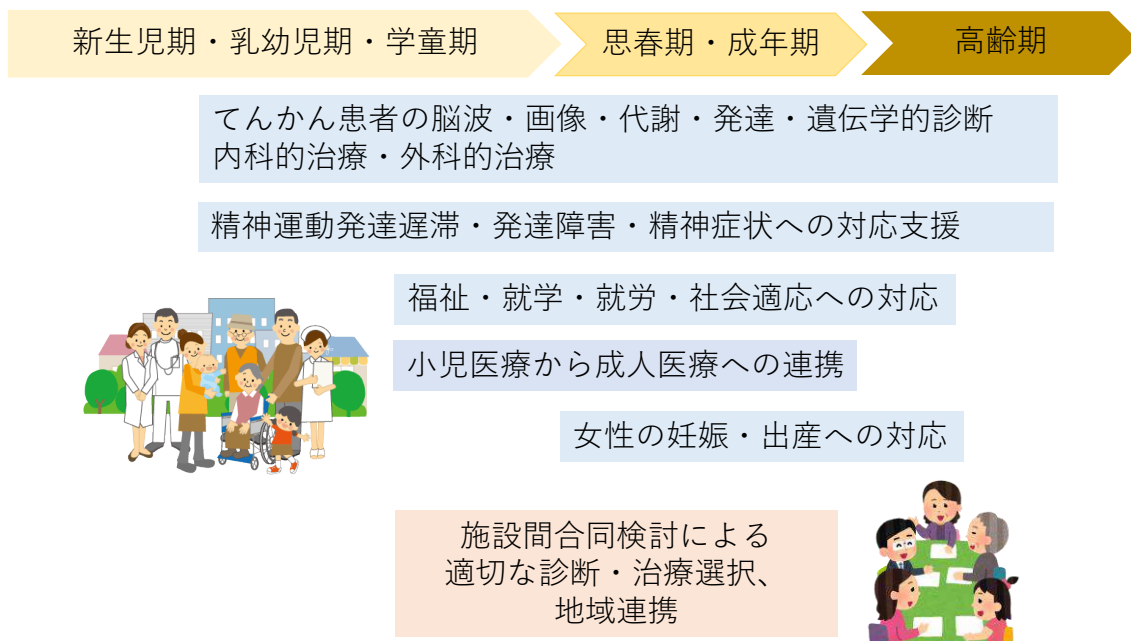 新生児期・乳幼児期・学童期
思春期・成年期
高齢期
てんかん患者の脳波・画像・代謝・発達・遺伝学的診断
内科的治療・外科的治療
精神運動発達遅滞・発達障害・精神症状への対応支援
福祉・就学・就労・社会適応への対応
小児医療から成人医療への連携
女性の妊娠・出産への対応
施設間合同検討による
適切な診断・治療選択、
地域連携